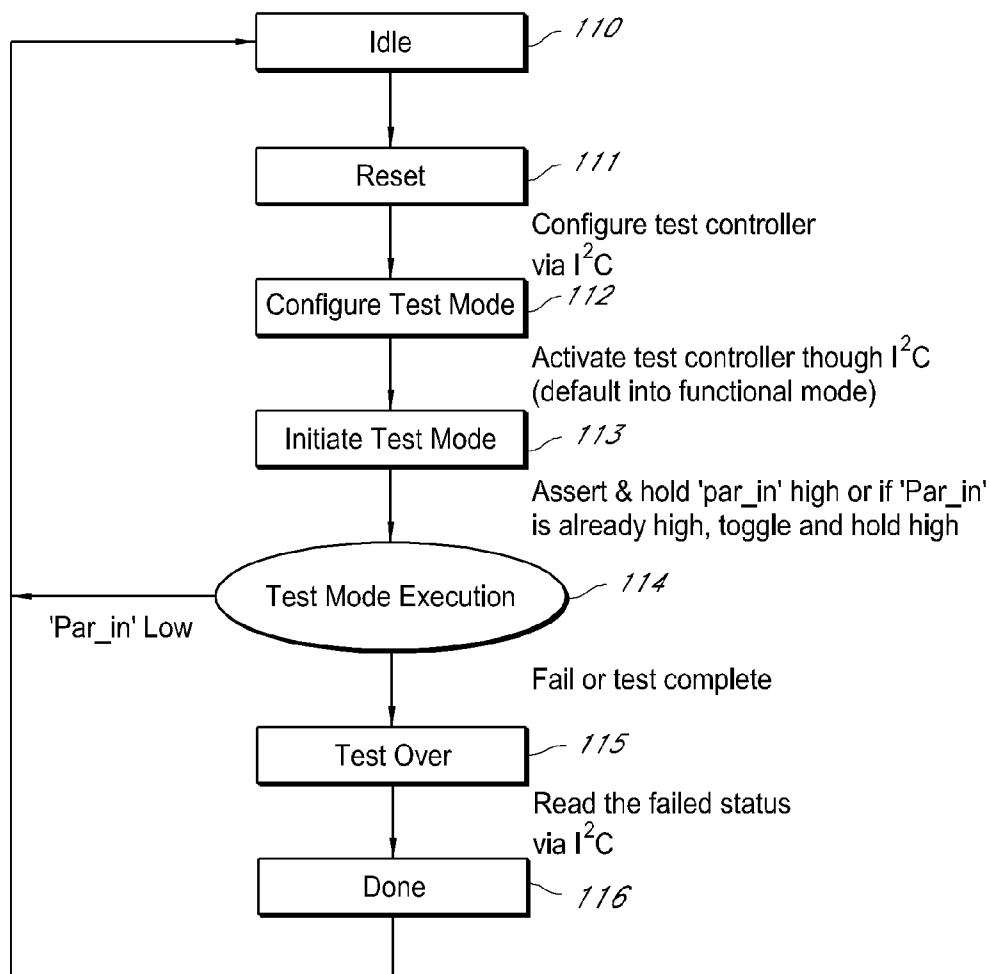 Idle
110
Reset
111
Configure test controller
via I²C
Configure Test Mode
112
Activate test controller though I²C
(default into functional mode)
Initiate Test Mode
113
Assert & hold 'par_in' high or if 'Par_in'
is already high, toggle and hold high
Test Mode Execution
114
'Par_in' Low
Fail or test complete
Test Over
115
Read the failed status
via I²C
Done
116